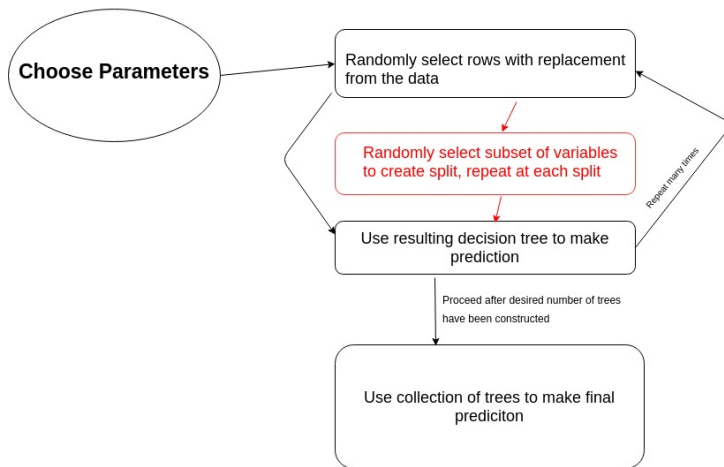 Choose Parameters
Randomly select rows with replacement
from the data
Randomly select subset of variables
to create split, repeat at each split
Repeat many times
Use resulting decision tree to make
prediction
Proceed after desired number of trees
have been constructed
Use collection of trees to make final
prediciton